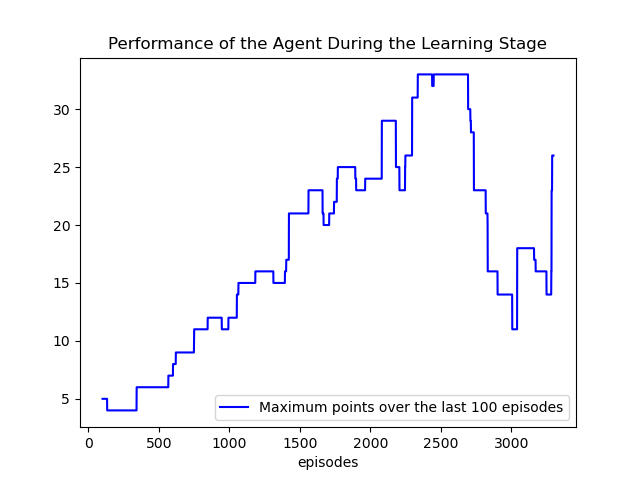 Performance of the Agent During the Learning Stage
30
25
20
15
10
5
Maximum points over the last 100 episodes
0 500 1000 1500 2000 2500 3000
episodes